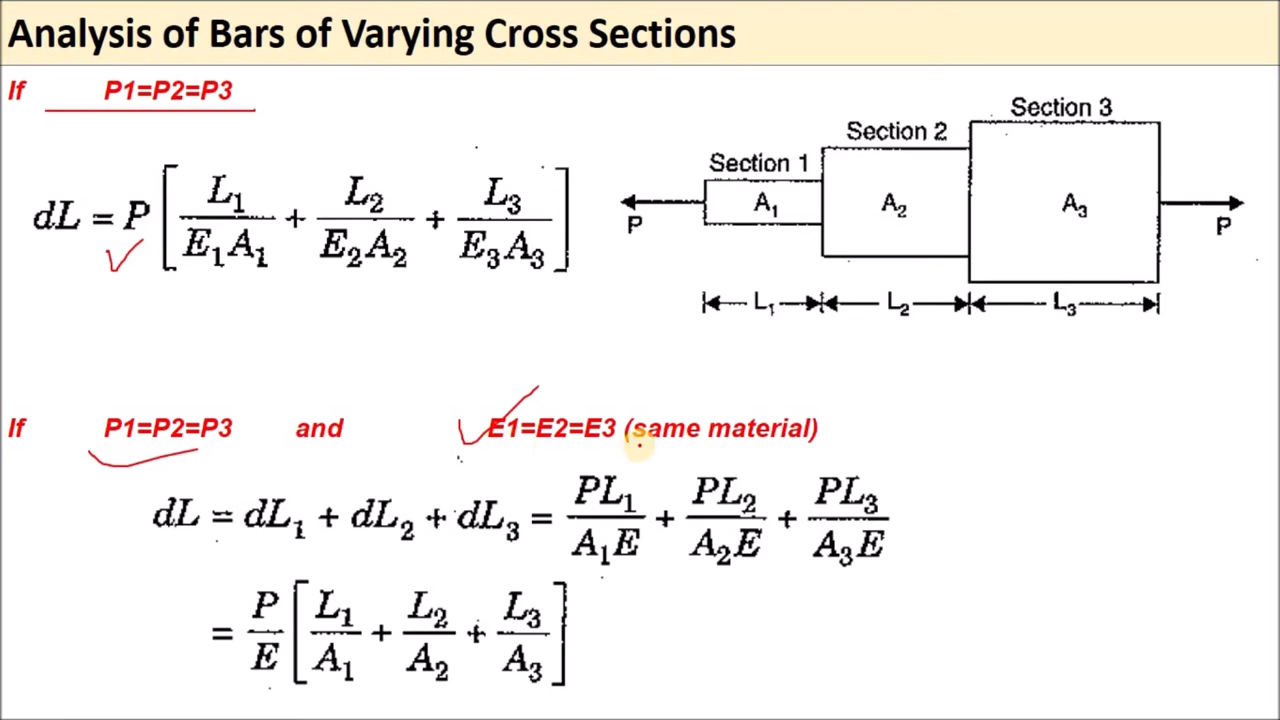 Analysis of Bars of Varying Cross Sections
If P1=P2=P3
dL = P [ L₁/E₁A₁ + L₂/E₂A₂ + L₃/E₃A₃ ]
Section 1
Section 2
Section 3
P A₁ A₂ A₃ P
L₁ L₂ L₃
If P1=P2=P3 and E1=E2=E3 (same material)
dL = dL₁ + dL₂ + dL₃ = PL₁/A₁E + PL₂/A₂E + PL₃/A₃E
= P/E [ L₁/A₁ + L₂/A₂ + L₃/A₃ ]